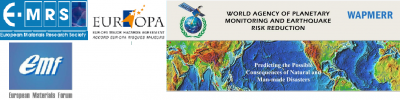 E-MRS
European Materials Research Society
emf
European Materials Forum
EUR OPA
WORLD AGENCY OF PLANETARY
MONITORING AND EARTHQUAKE
RISK REDUCTION
WAPMERR
Predicting the Possible
Consequences of Natural and
Man-made Disasters